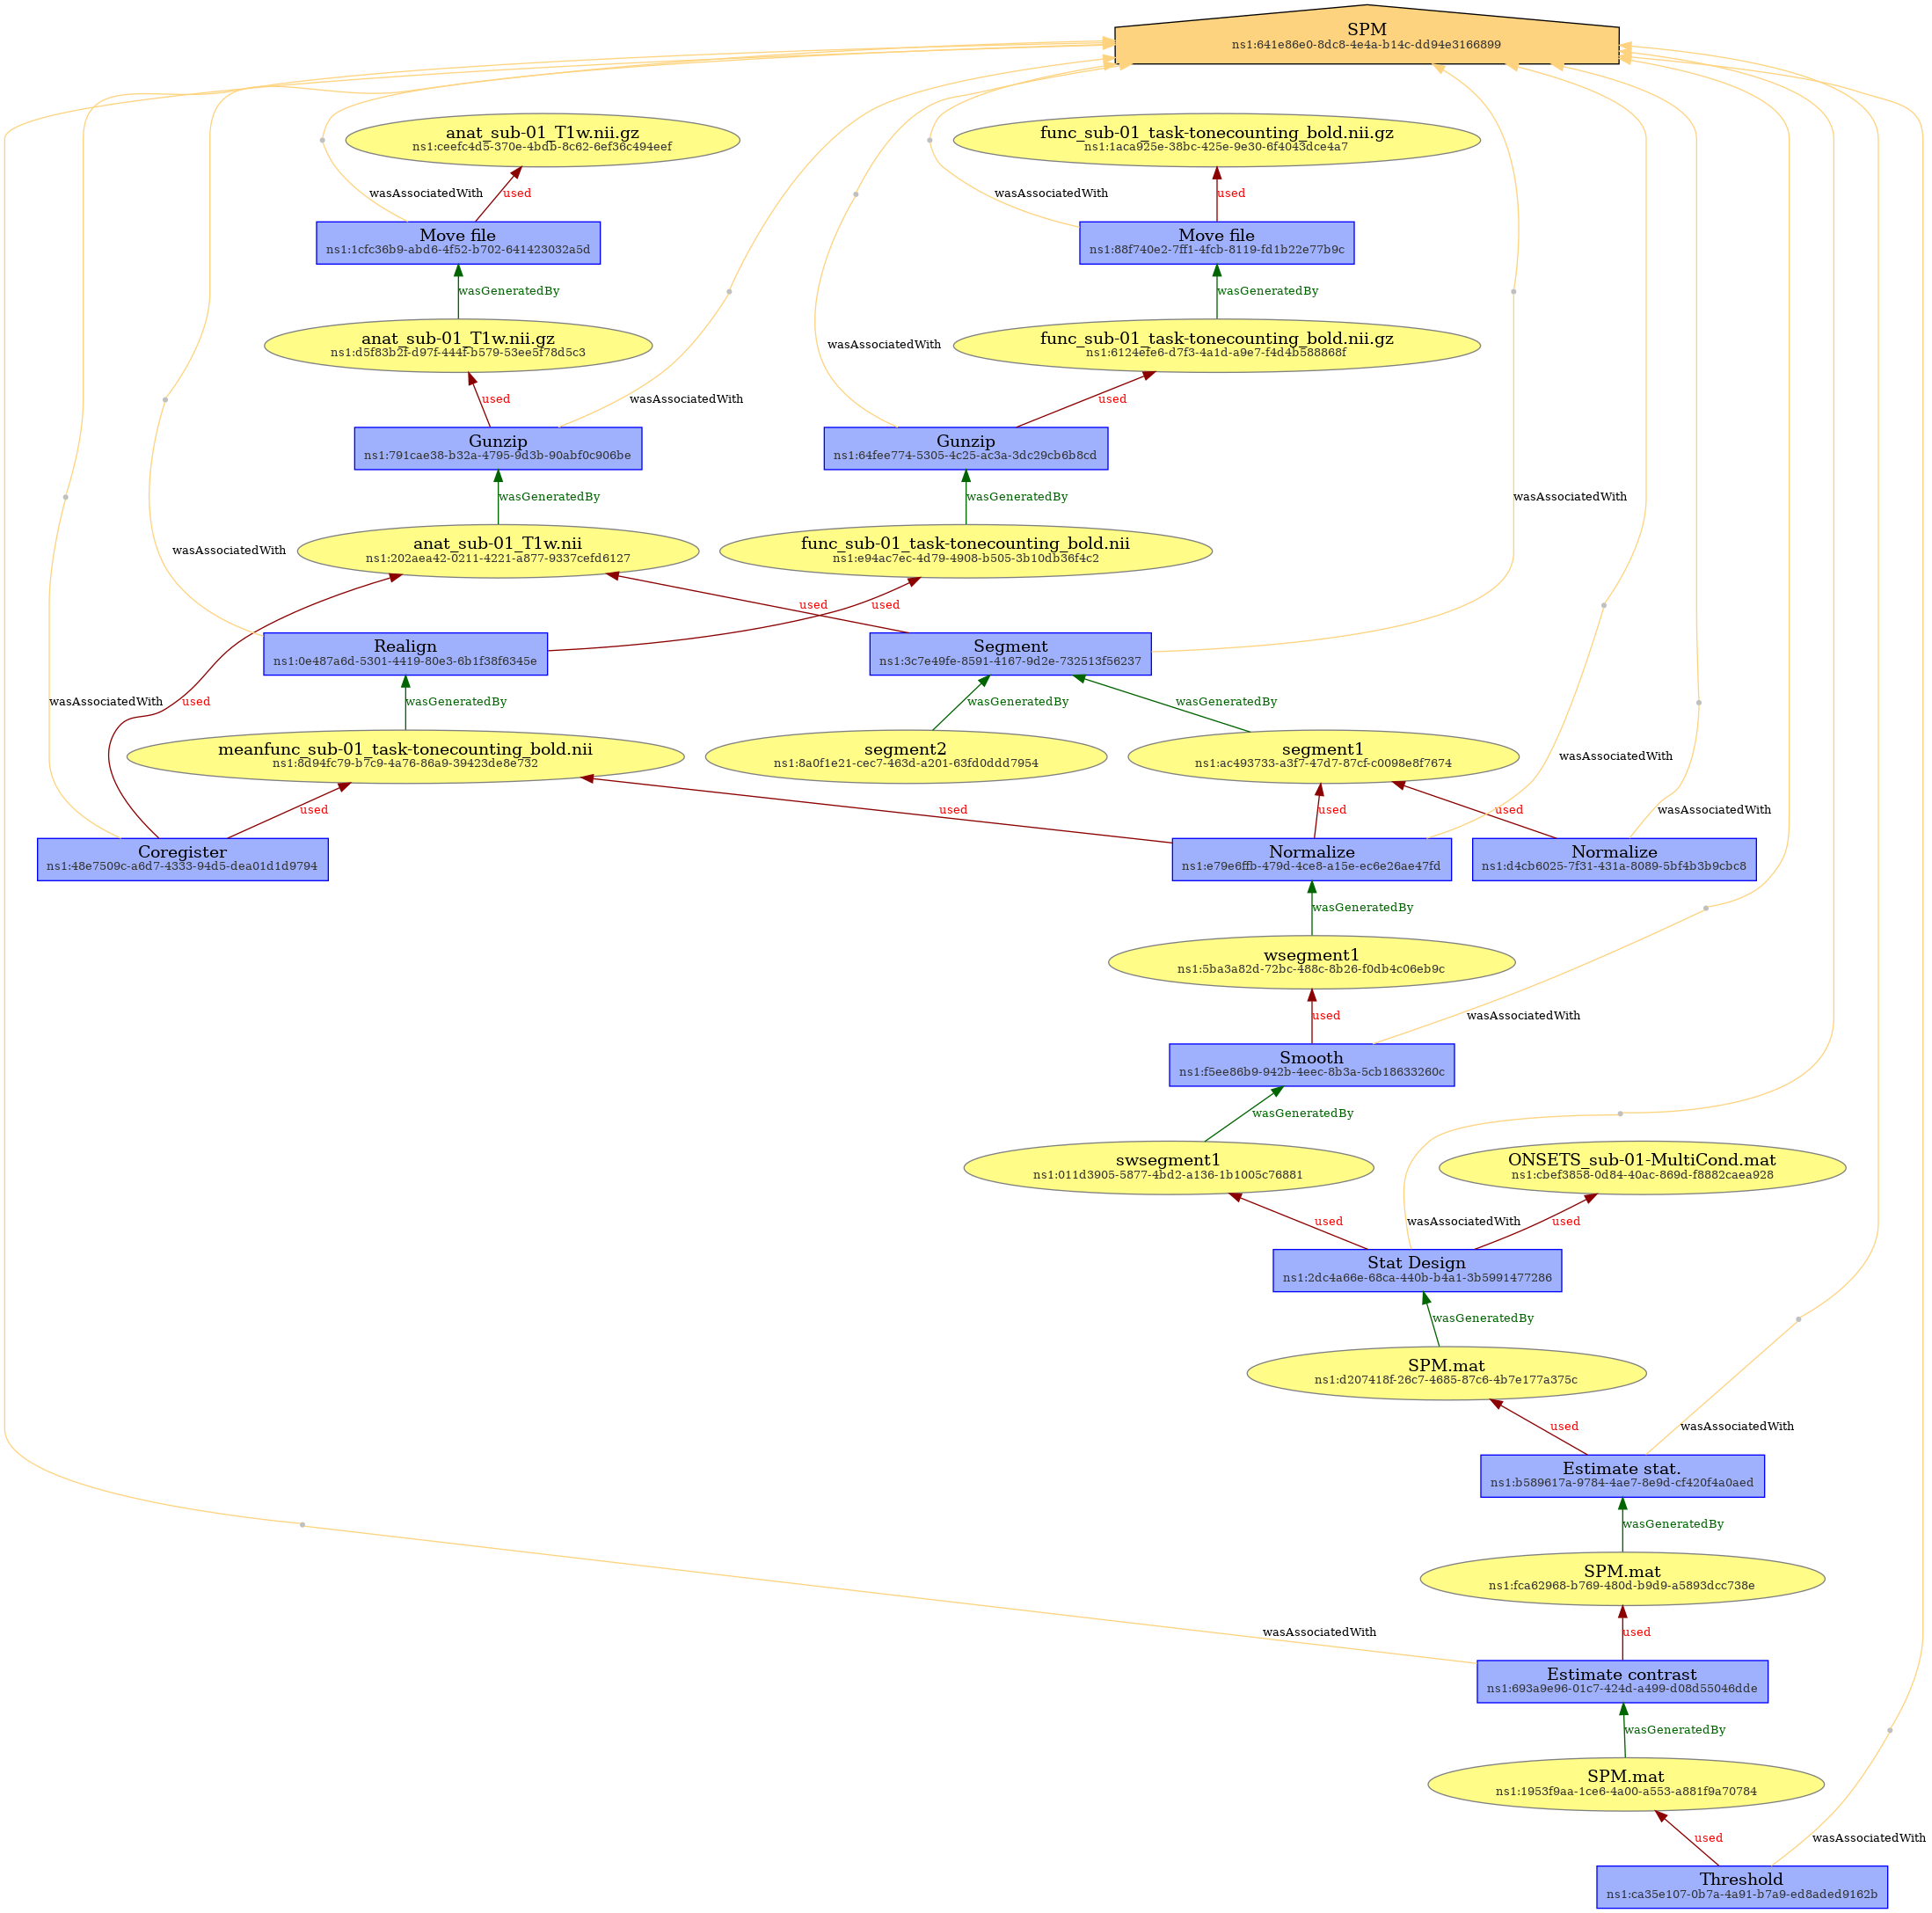 SPM
ns1:641e86e0-8dc8-4e4a-b14c-dd94e3166899
anat_sub-01_T1w.nii.gz
ns1:ceefc4d5-370e-4bdb-8c62-6ef36c494eef
func_sub-01_task-tonecounting_bold.nii.gz
ns1:1aca925e-38bc-425e-9e30-6f4043dce4a7
wasAssociatedWith
used
wasAssociatedWith
used
Move file
ns1:1cfc36b9-abd6-4f52-b702-641423032a5d
Move file
ns1:88f740e2-7ff1-4fcb-8119-fd1b22e77b9c
wasGeneratedBy
wasGeneratedBy
anat_sub-01_T1w.nii.gz
ns1:d5f83b2f-d97f-444f-b579-53ee5f78d5c3
wasAssociatedWith
func_sub-01_task-tonecounting_bold.nii.gz
ns1:6124efe6-d7f3-4a1d-a9e7-f4d4b588868f
used
wasAssociatedWith
used
Gunzip
ns1:791cae38-b32a-4795-9d3b-90abf0c906be
Gunzip
ns1:64fee774-5305-4c25-ac3a-3dc29cb6b8cd
wasGeneratedBy
wasGeneratedBy
wasAssociatedWith
wasAssociatedWith
anat_sub-01_T1w.nii
ns1:202aea42-0211-4221-a877-9337cefd6127
func_sub-01_task-tonecounting_bold.nii
ns1:e94ac7ec-4d79-4908-b505-3b10db36f4c2
used
used
Realign
ns1:0e487a6d-5301-4419-80e3-6b1f38f6345e
Segment
ns1:3c7e49fe-8591-4167-9d2e-732513f56237
wasAssociatedWith
used
wasGeneratedBy
wasGeneratedBy
wasGeneratedBy
meanfunc_sub-01_task-tonecounting_bold.nii
ns1:8d94fc79-b7c9-4a76-86a9-39423de8e732
segment2
ns1:8a0f1e21-cec7-463d-a201-63fd0ddd7954
segment1
ns1:ac493733-a3f7-47d7-87cf-c0098e8f7674
wasAssociatedWith
used
used
used
used
wasAssociatedWith
Coregister
ns1:48e7509c-a6d7-4333-94d5-dea01d1d9794
Normalize
ns1:e79e6ffb-479d-4ce8-a15e-ec6e26ae47fd
Normalize
ns1:d4cb6025-7f31-431a-8089-5bf4b3b9cbc8
wasGeneratedBy
wsegment1
ns1:5ba3a82d-72bc-488c-8b26-f0db4c06eb9c
used
wasAssociatedWith
Smooth
ns1:f5ee86b9-942b-4eec-8b3a-5cb18633260c
wasGeneratedBy
swsegment1
ns1:011d3905-5877-4bd2-a136-1b1005c76881
ONSETS_sub-01-MultiCond.mat
ns1:cbef3858-0d84-40ac-869d-f8882caea928
used
wasAssociatedWith
used
Stat Design
ns1:2dc4a66e-68ca-440b-b4a1-3b5991477286
wasGeneratedBy
SPM.mat
ns1:d207418f-26c7-4685-87c6-4b7e177a375c
used
wasAssociatedWith
Estimate stat.
ns1:b589617a-9784-4ae7-8e9d-cf420f4a0aed
wasGeneratedBy
SPM.mat
ns1:fca62968-b769-480d-b9d9-a5893dcc738e
wasAssociatedWith
used
Estimate contrast
ns1:693a9e96-01c7-424d-a499-d08d55046dde
wasGeneratedBy
SPM.mat
ns1:1953f9aa-1ce6-4a00-a553-a881f9a70784
used
wasAssociatedWith
Threshold
ns1:ca35e107-0b7a-4a91-b7a9-ed8aded9162b